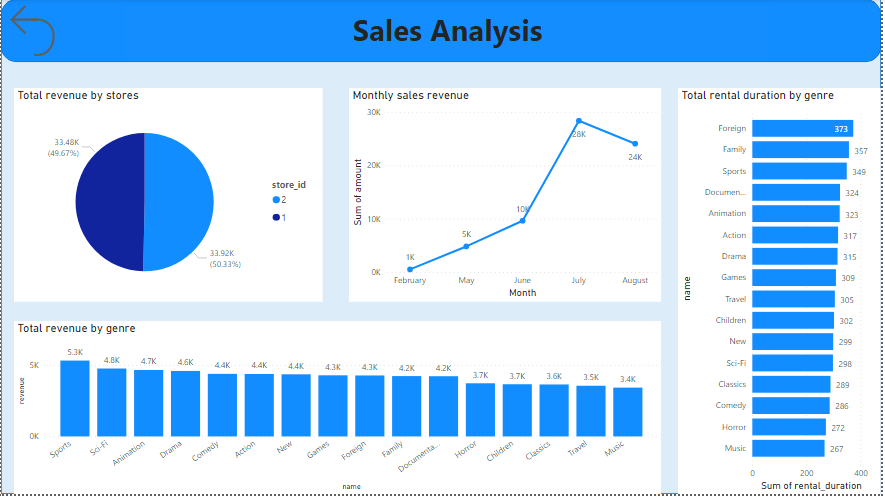 Sales Analysis
Total revenue by stores
33.48K
(49.67%)
33.92K
(50.33%)
store_id
2
1
Monthly sales revenue
Sum of amount
30K
20K
10K
0K
1K
5K
10K
28K
24K
February
May
June
July
August
Month
Total revenue by genre
revenue
5K
0K
5.3K
4.8K
4.7K
4.6K
4.4K
4.4K
4.4K
4.3K
4.3K
4.2K
4.2K
3.7K
3.7K
3.6K
3.5K
3.4K
Sports
Sci-Fi
Animation
Drama
Comedy
Action
New
Games
Foreign
Family
Documenta...
Horror
Children
Classics
Travel
Music
name
Total rental duration by genre
name
Foreign 373
Family 357
Sports 349
Documen... 324
Animation 323
Action 317
Drama 315
Games 309
Travel 305
Children 302
New 299
Sci-Fi 298
Classics 289
Comedy 286
Horror 272
Music 267
0 200 400
Sum of rental_duration